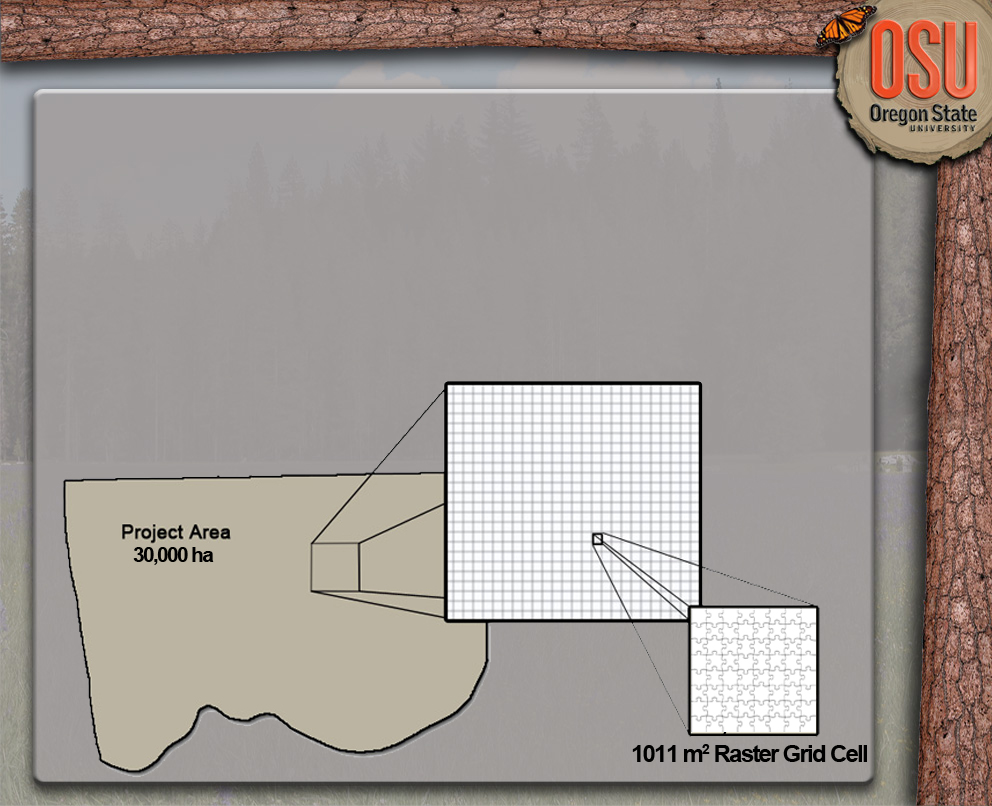 OSU
Oregon State
UNIVERSITY
Project Area
30,000 ha
1011 m² Raster Grid Cell